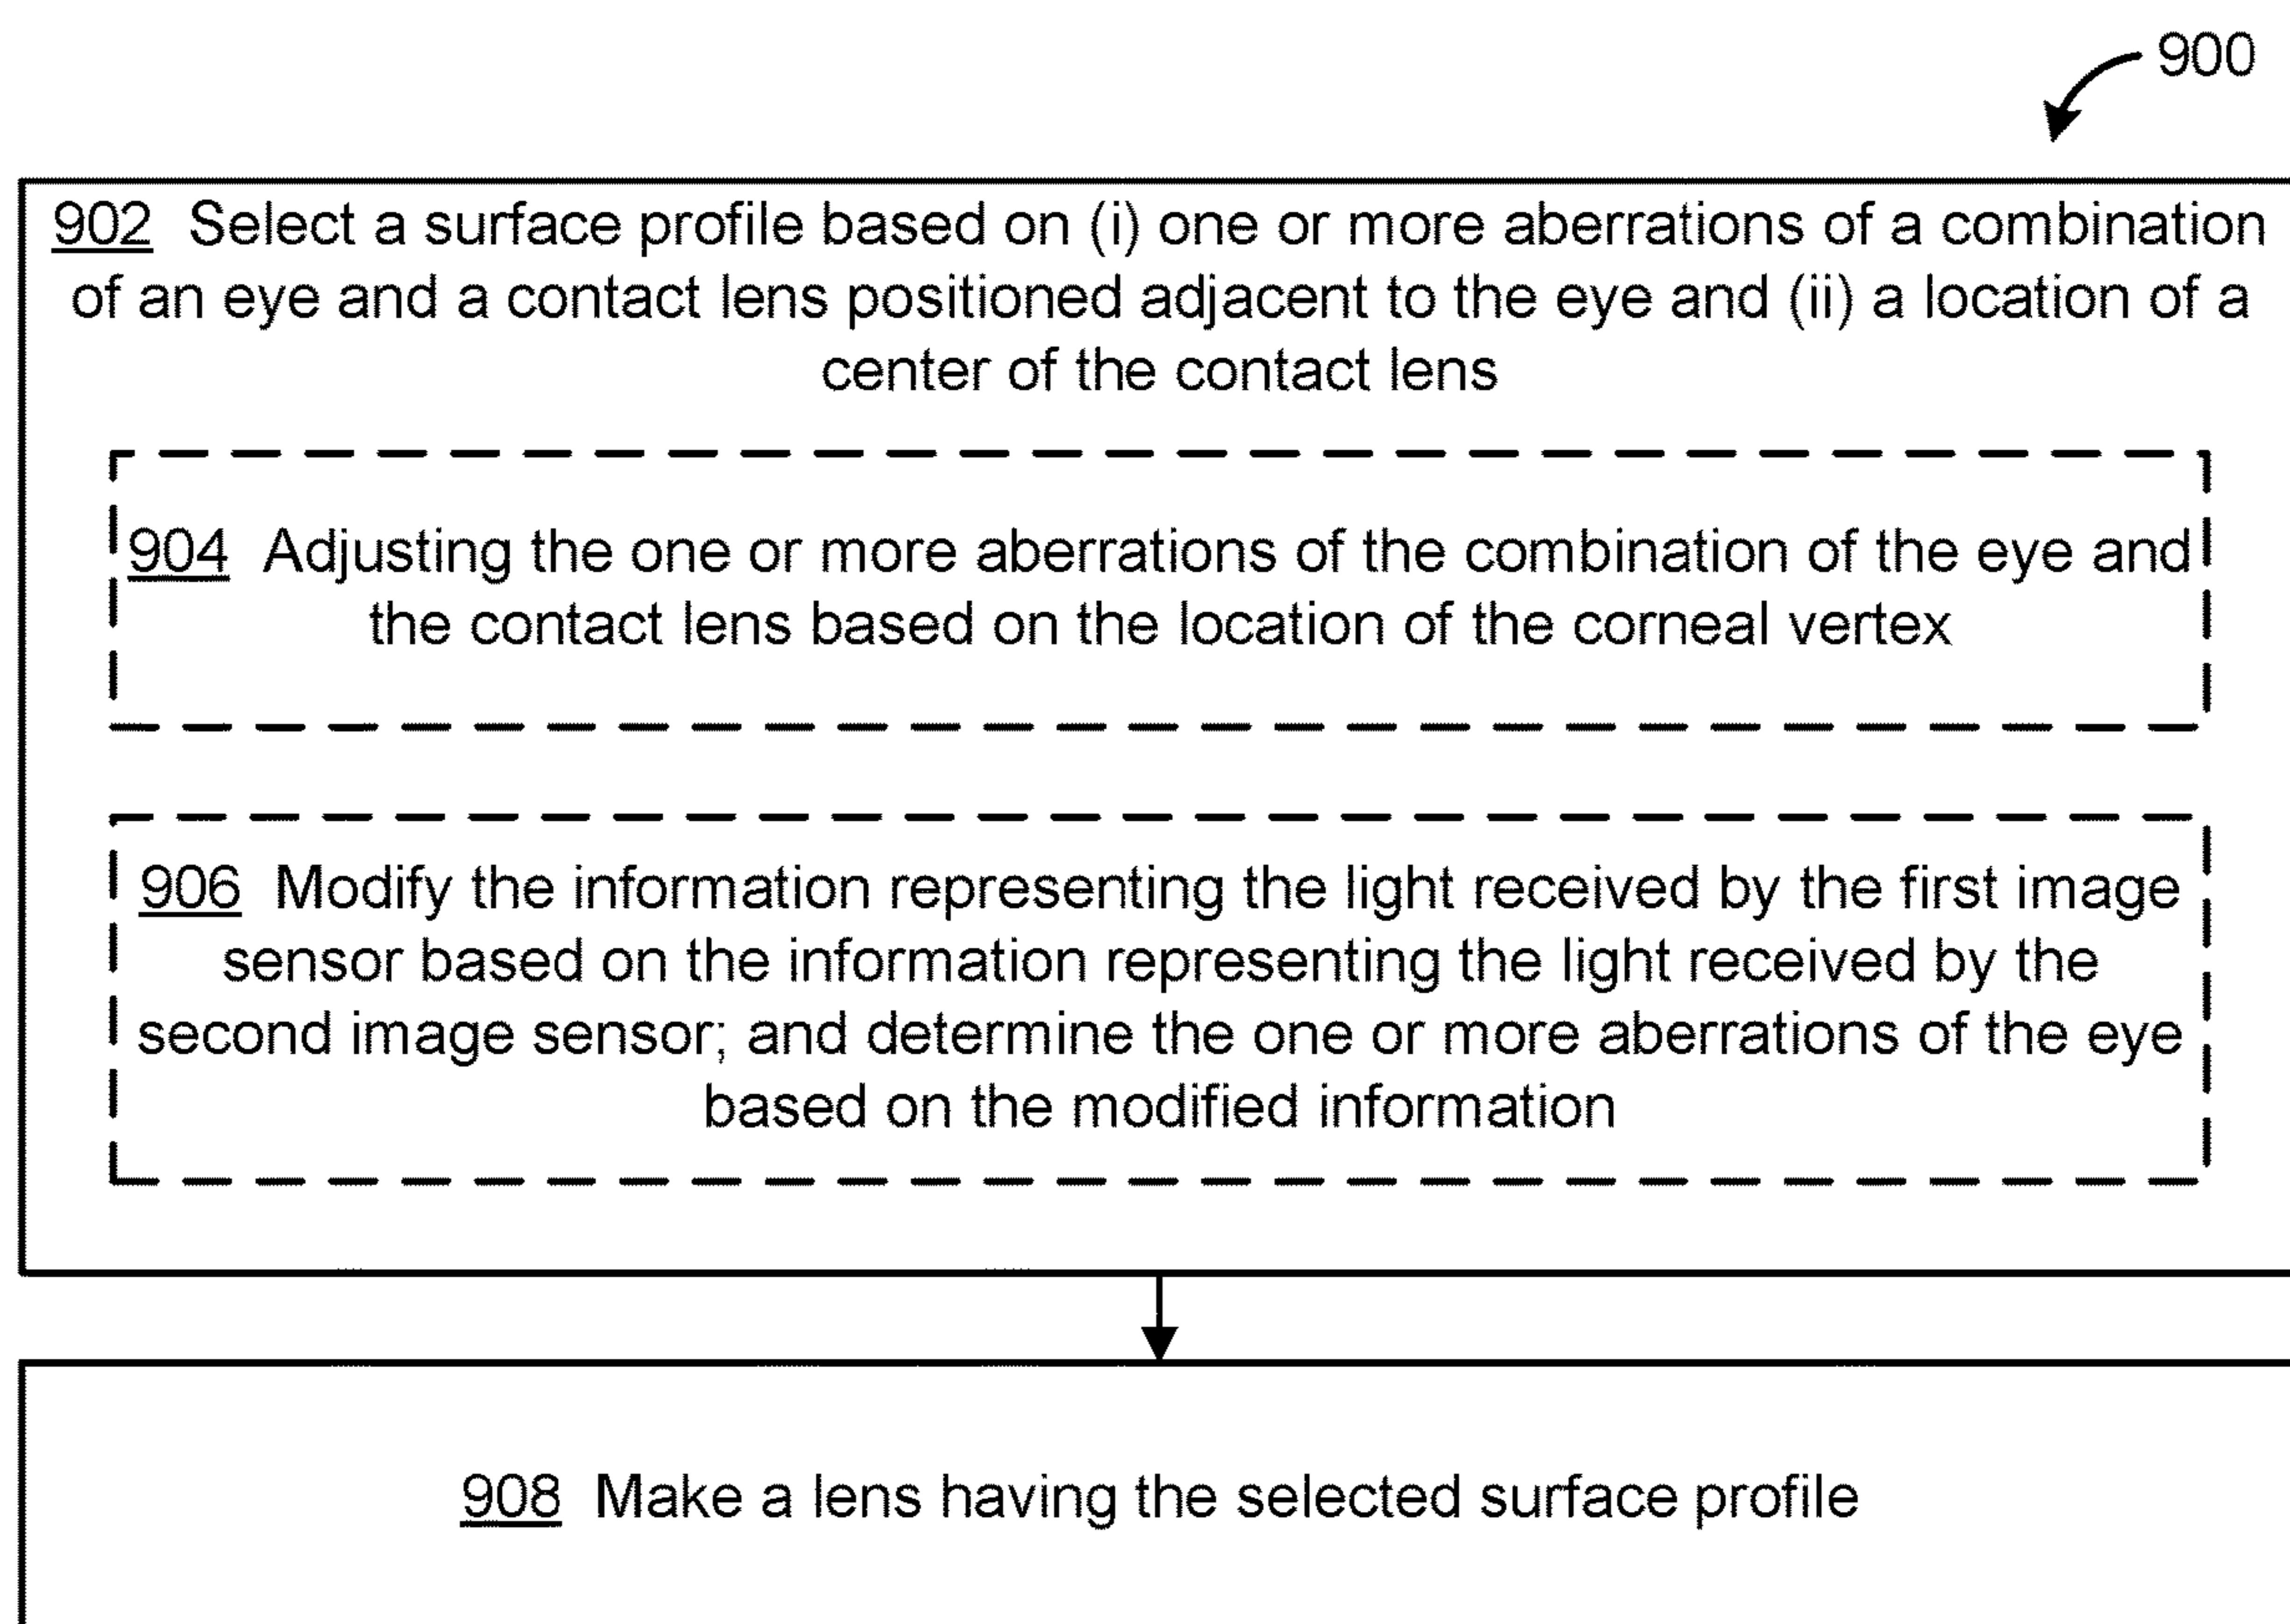 900
902 Select a surface profile based on (i) one or more aberrations of a combination
of an eye and a contact lens positioned adjacent to the eye and (ii) a location of a
center of the contact lens
904 Adjusting the one or more aberrations of the combination of the eye and
the contact lens based on the location of the corneal vertex
906 Modify the information representing the light received by the first image
sensor based on the information representing the light received by the
second image sensor; and determine the one or more aberrations of the eye
based on the modified information
908 Make a lens having the selected surface profile